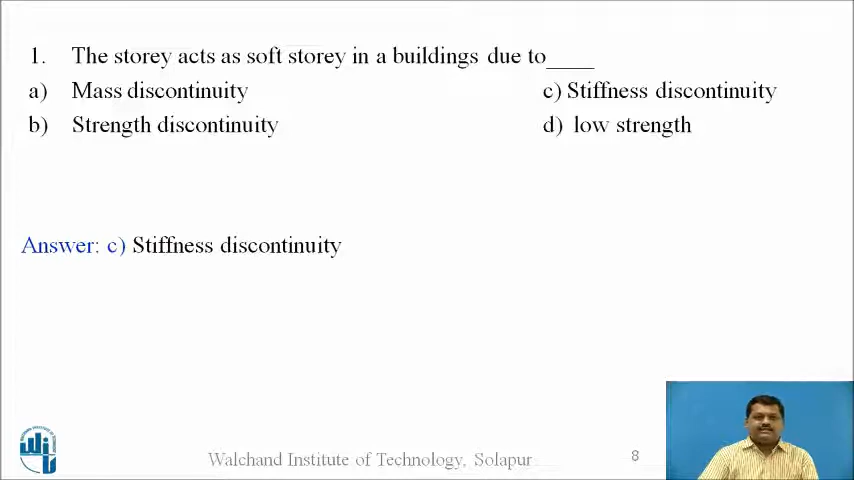 1. The storey acts as soft storey in a buildings due to____
a) Mass discontinuity c) Stiffness discontinuity
b) Strength discontinuity d) low strength
Answer: c) Stiffness discontinuity
Walchand Institute of Technology, Solapur 8